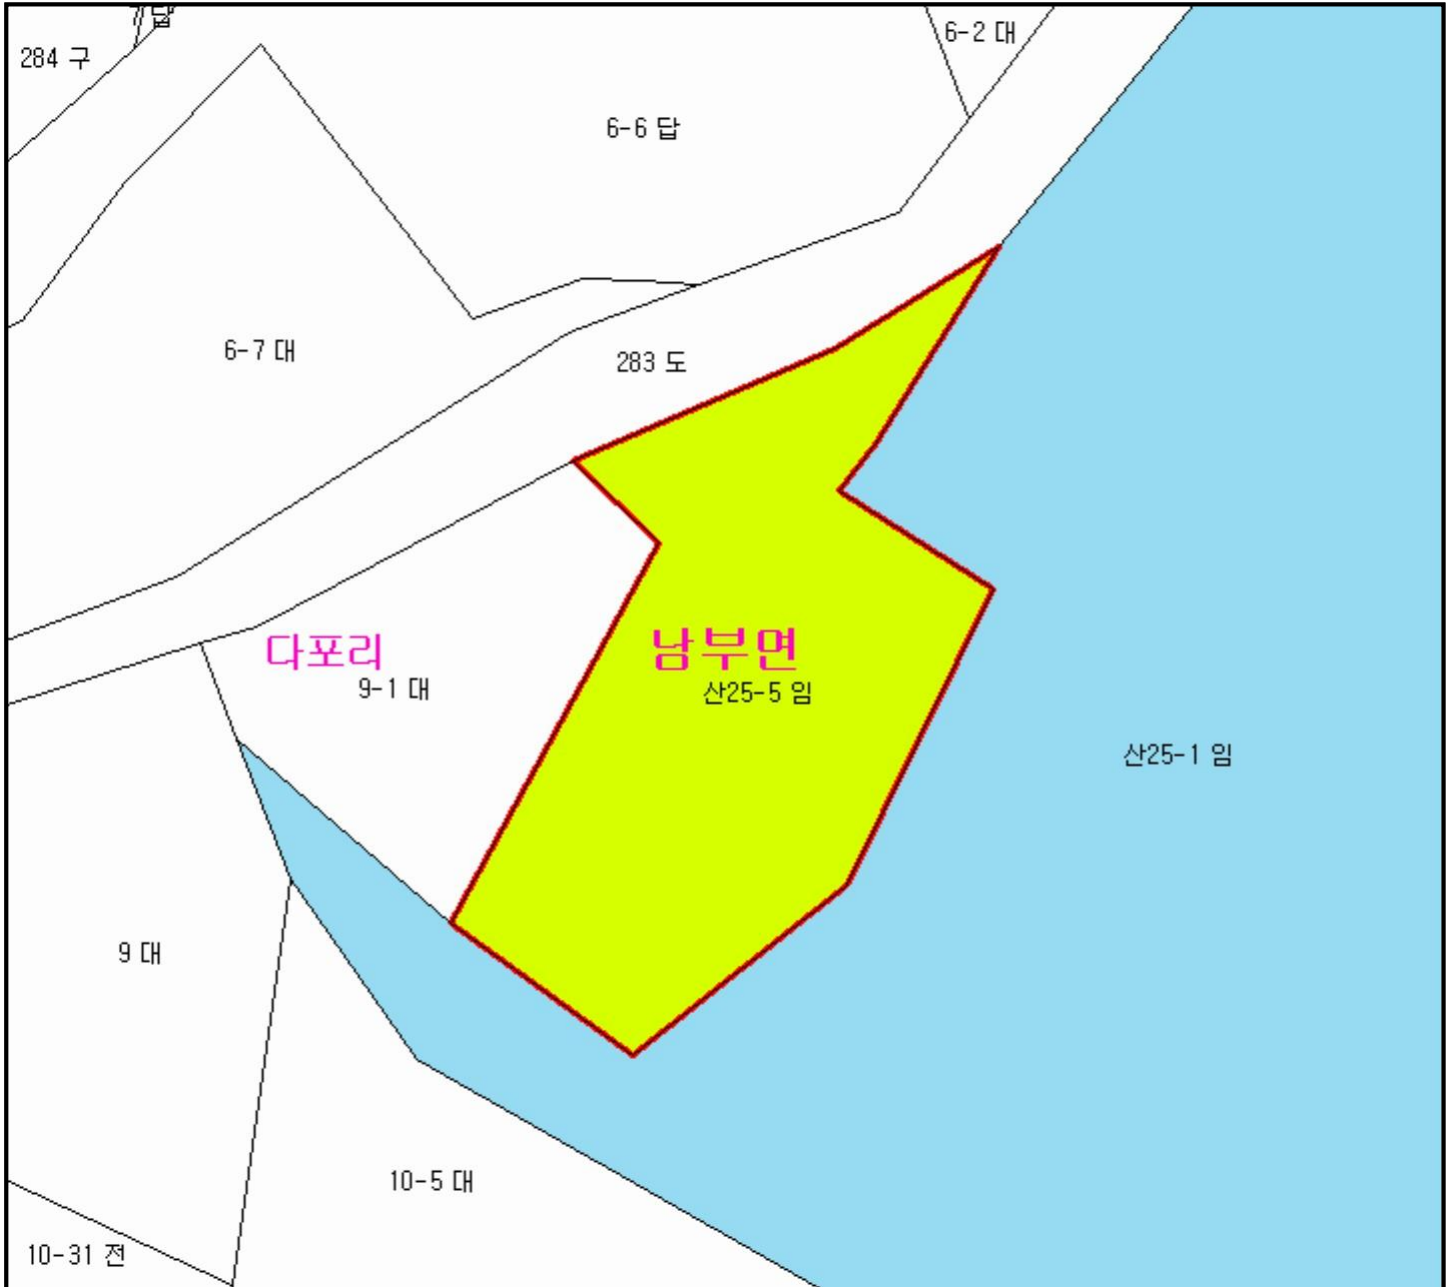 답
284 구
6-2 대
6-6 답
6-7 대
283 도
다포리
남부면
9-1 대
산25-5 임
산25-1 임
9 대
10-5 대
10-31 전